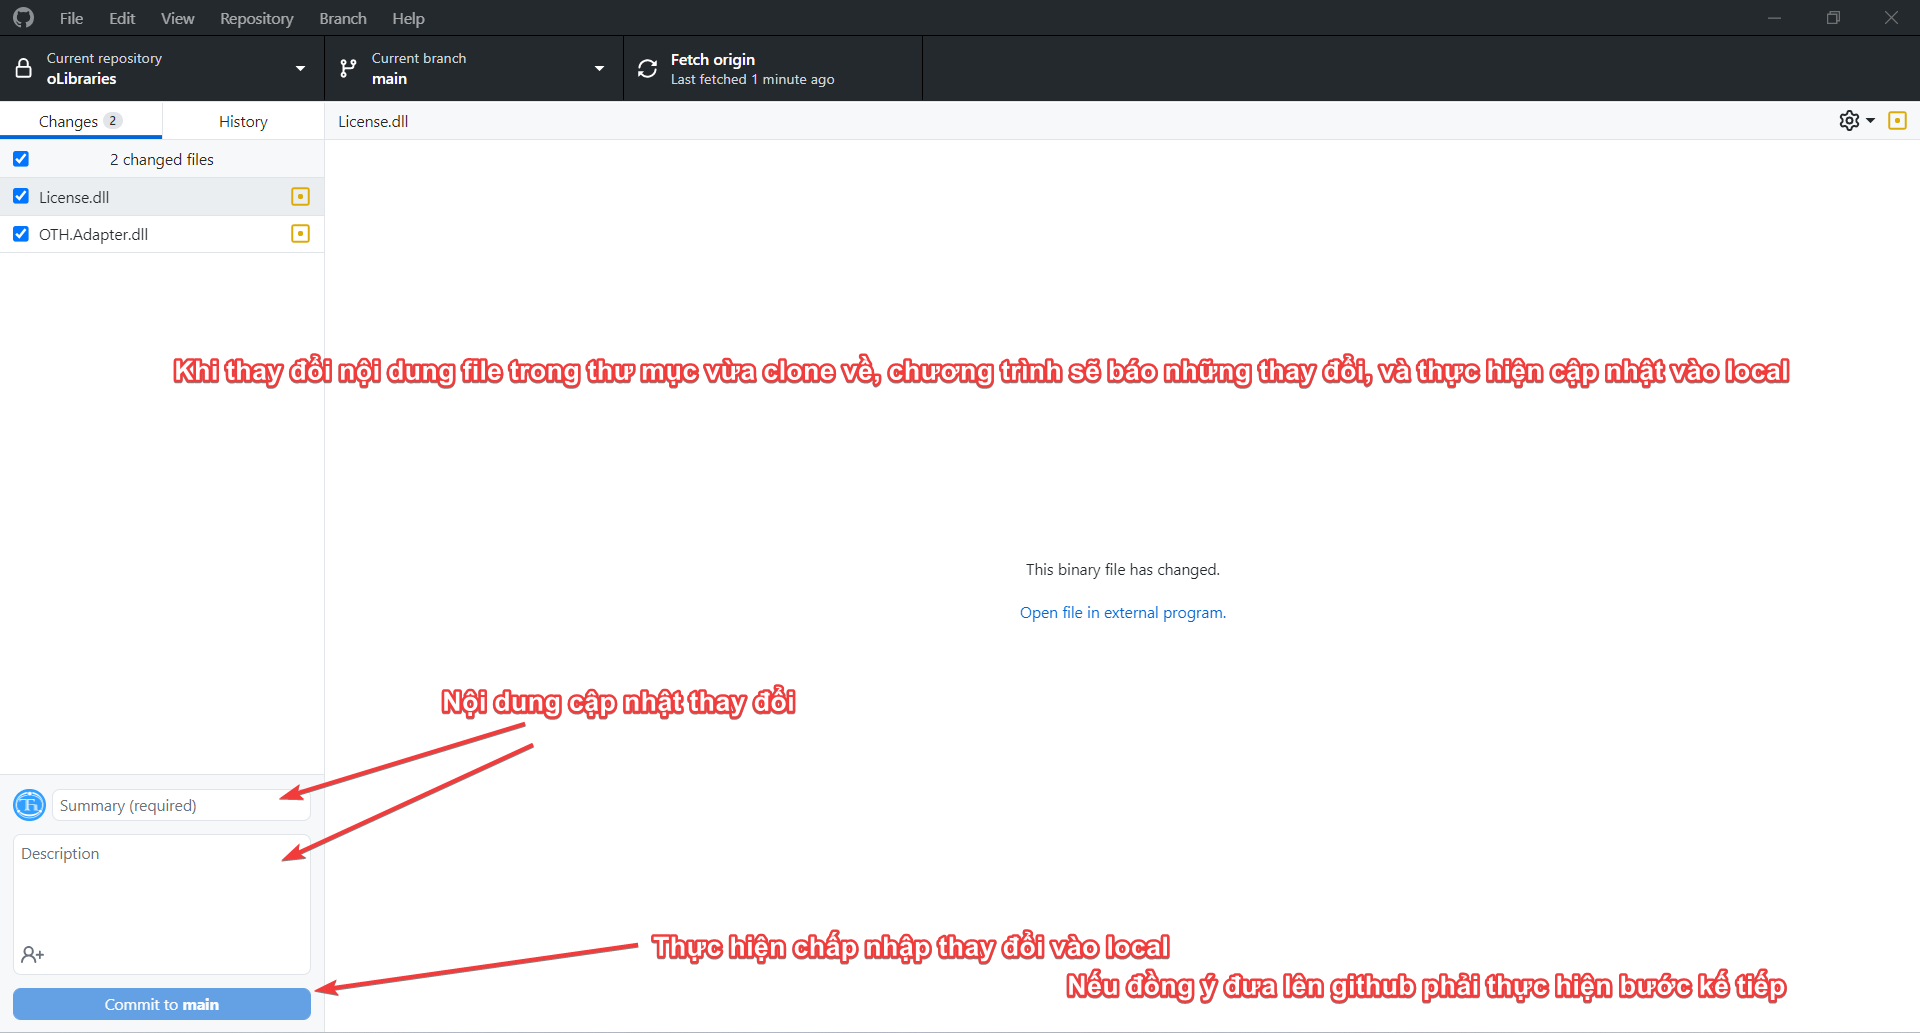 File Edit View Repository Branch Help
Current repository
oLibraries
Current branch
main
Fetch origin
Last fetched 1 minute ago
Changes 2
History
License.dll
2 changed files
License.dll
OTH.Adapter.dll
Khi thay đổi nội dung file trong thư mục vừa clone về, chương trình sẽ báo những thay đổi, và thực hiện cập nhật vào local
This binary file has changed.
Open file in external program.
Nội dung cập nhật thay đổi
Summary (required)
Description
Thực hiện chấp nhập thay đổi vào local
Nếu đồng ý đưa lên github phải thực hiện bước kế tiếp
Commit to main